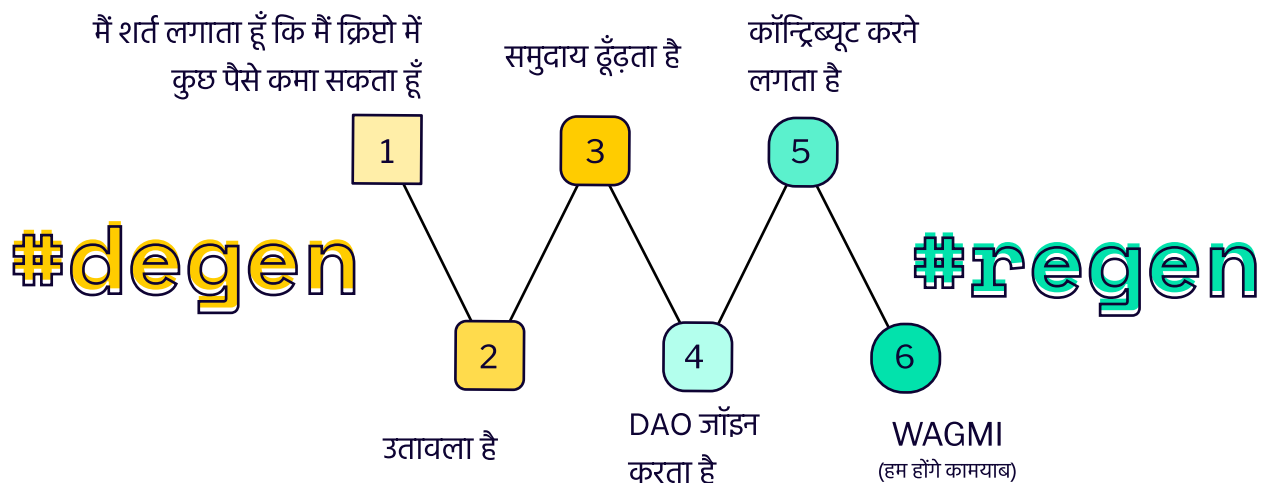 मैं शर्त लगाता हूँ कि मैं क्रिप्टो में
कुछ पैसे कमा सकता हूँ
समुदाय ढूँढ़ता है
कॉन्ट्रिब्यूट करने
लगता है
1
3
5
#degen
#regen
2
4
6
उतावला है
DAO जॉइन
करता है
WAGMI
(हम होंगे कामयाब)